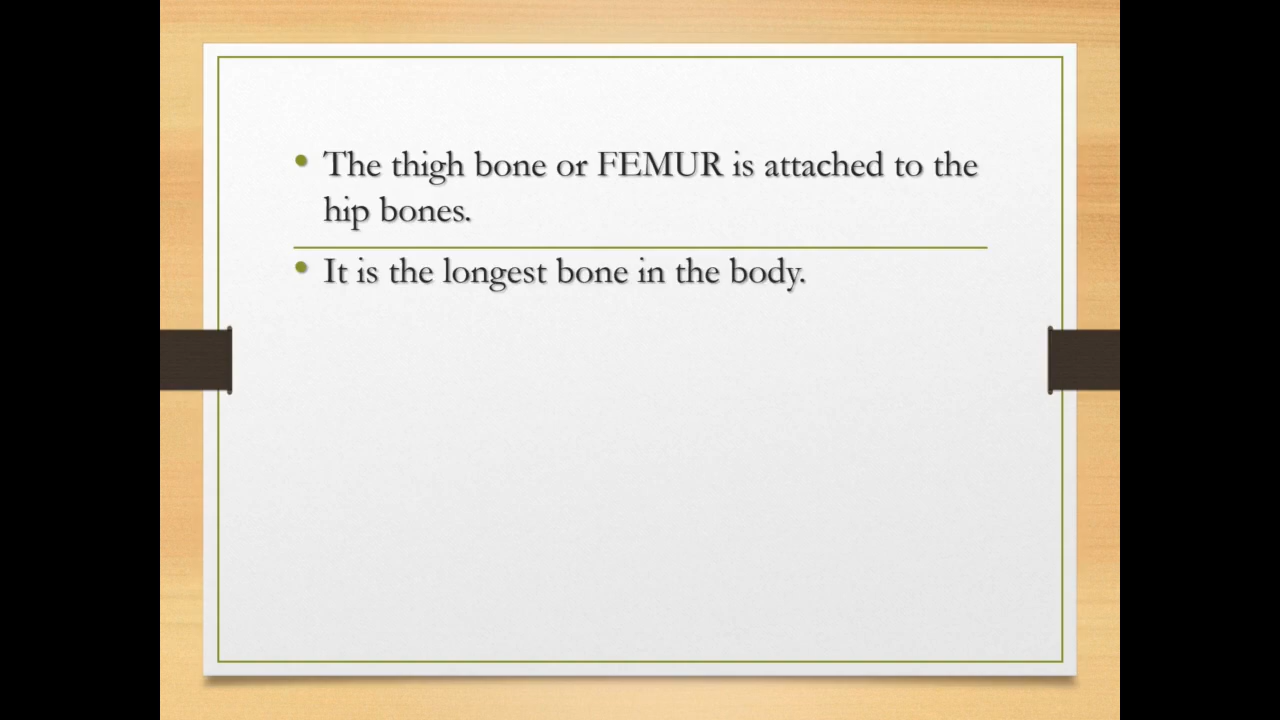 • The thigh bone or FEMUR is attached to the
hip bones.
• It is the longest bone in the body.